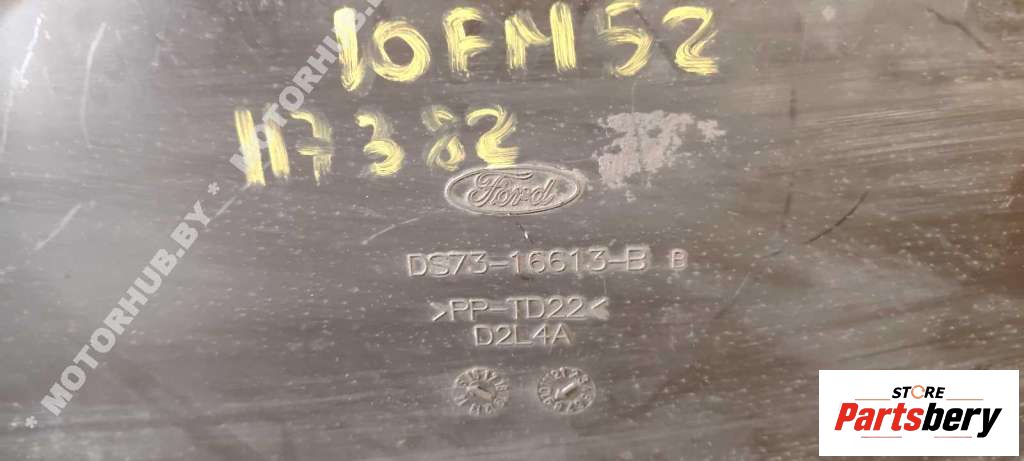 10FM52
117382
Ford
DS73-16613-B B
>PP-TD22<
D2L4A
* MOTORHUB.BY * MOTORHUB.BY
STORE
Partsbery